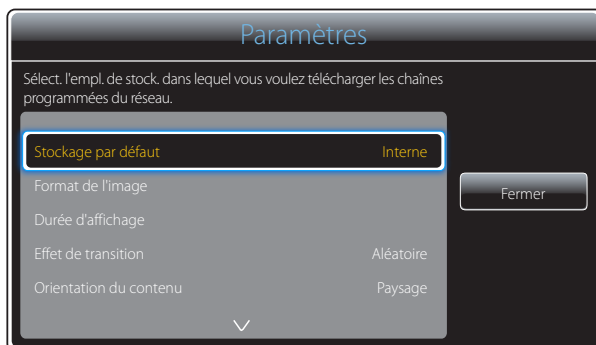 Paramètres
Sélect. l'empl. de stock. dans lequel vous voulez télécharger les chaînes
programmées du réseau.
Stockage par défaut Interne
Format de l'image
Durée d'affichage
Effet de transition Aléatoire
Orientation du contenu Paysage
Fermer